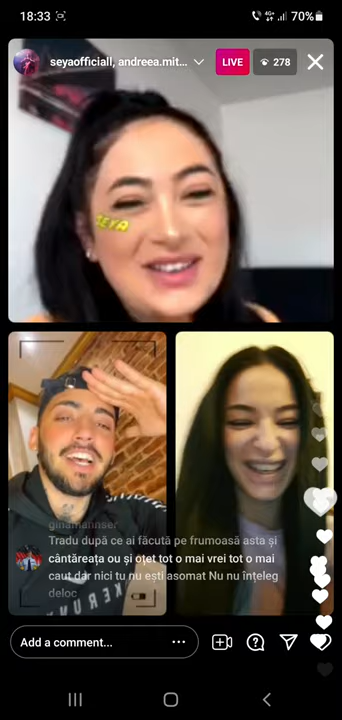 18:33
4G+
70%
seyaofficiall, andreea.mit...
LIVE
278
SEYA
ginamariinser
Tradu după ce ai făcută pe frumoasă asta și
cântăreața ou și oțet tot o mai vrei tot o mai
caut dar nici tu nu ești asomat Nu nu înțeleg
deloc
Add a comment...